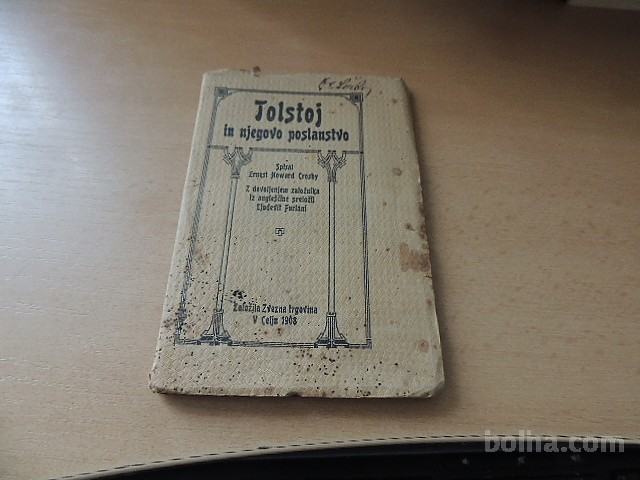 Tolstoj
in njegovo poslanstvo
Spisal
Ernest Howard Crosby
Z dovoljenjem založnika
iz angleščine preložil
Ljudevit Furlani
Založila Zvezna trgovina
v Celju 1908
bolha.com